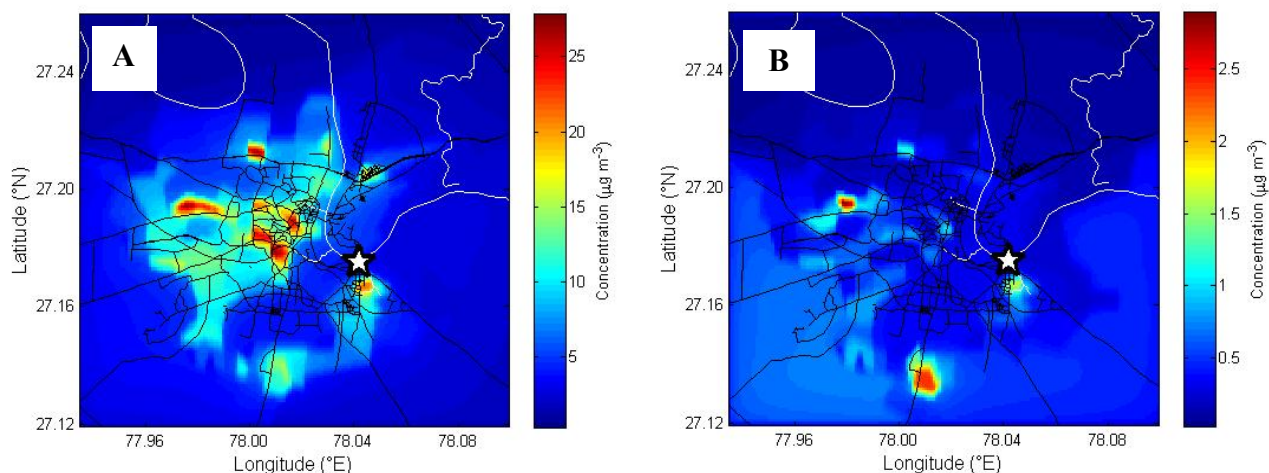 A
27.24
27.20
27.16
27.12
Latitude (°N)
77.96 78.00 78.04 78.08
Longitude (°E)
25
20
15
10
5
Concentration (µg m⁻³)
B
27.24
27.20
27.16
27.12
Latitude (°N)
77.96 78.00 78.04 78.08
Longitude (°E)
2.5
2
1.5
1
0.5
Concentration (µg m⁻³)